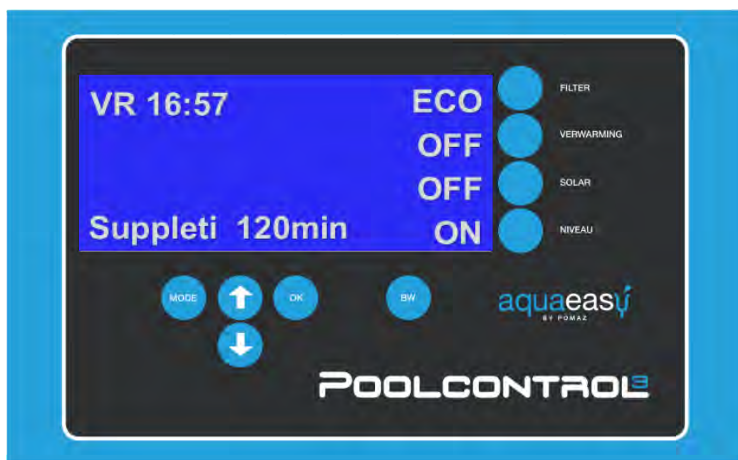 VR 16:57 ECO
OFF
OFF
Suppleti 120min ON
FILTER
VERWARMING
SOLAR
NIVEAU
MODE OK BW
aquaeasy
BY POMAZ
POOLCONTROL3